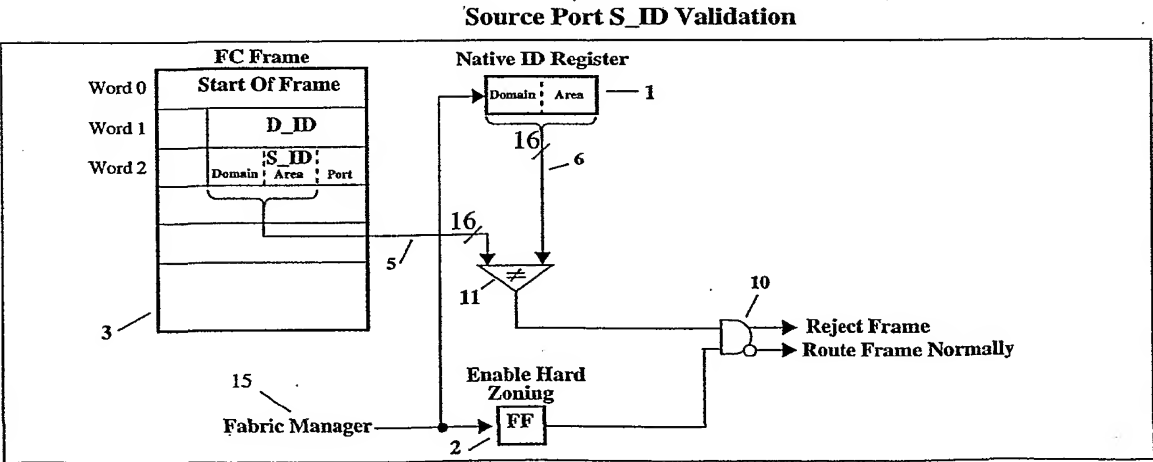 Source Port S_ID Validation
FC Frame
Native ID Register
Word 0
Start Of Frame
Domain Area
1
Word 1
D_ID
16
6
Word 2
S_ID
Domain Area Port
16
5
≠
11
10
3
Reject Frame
Route Frame Normally
15
Enable Hard
Zoning
Fabric Manager
FF
2